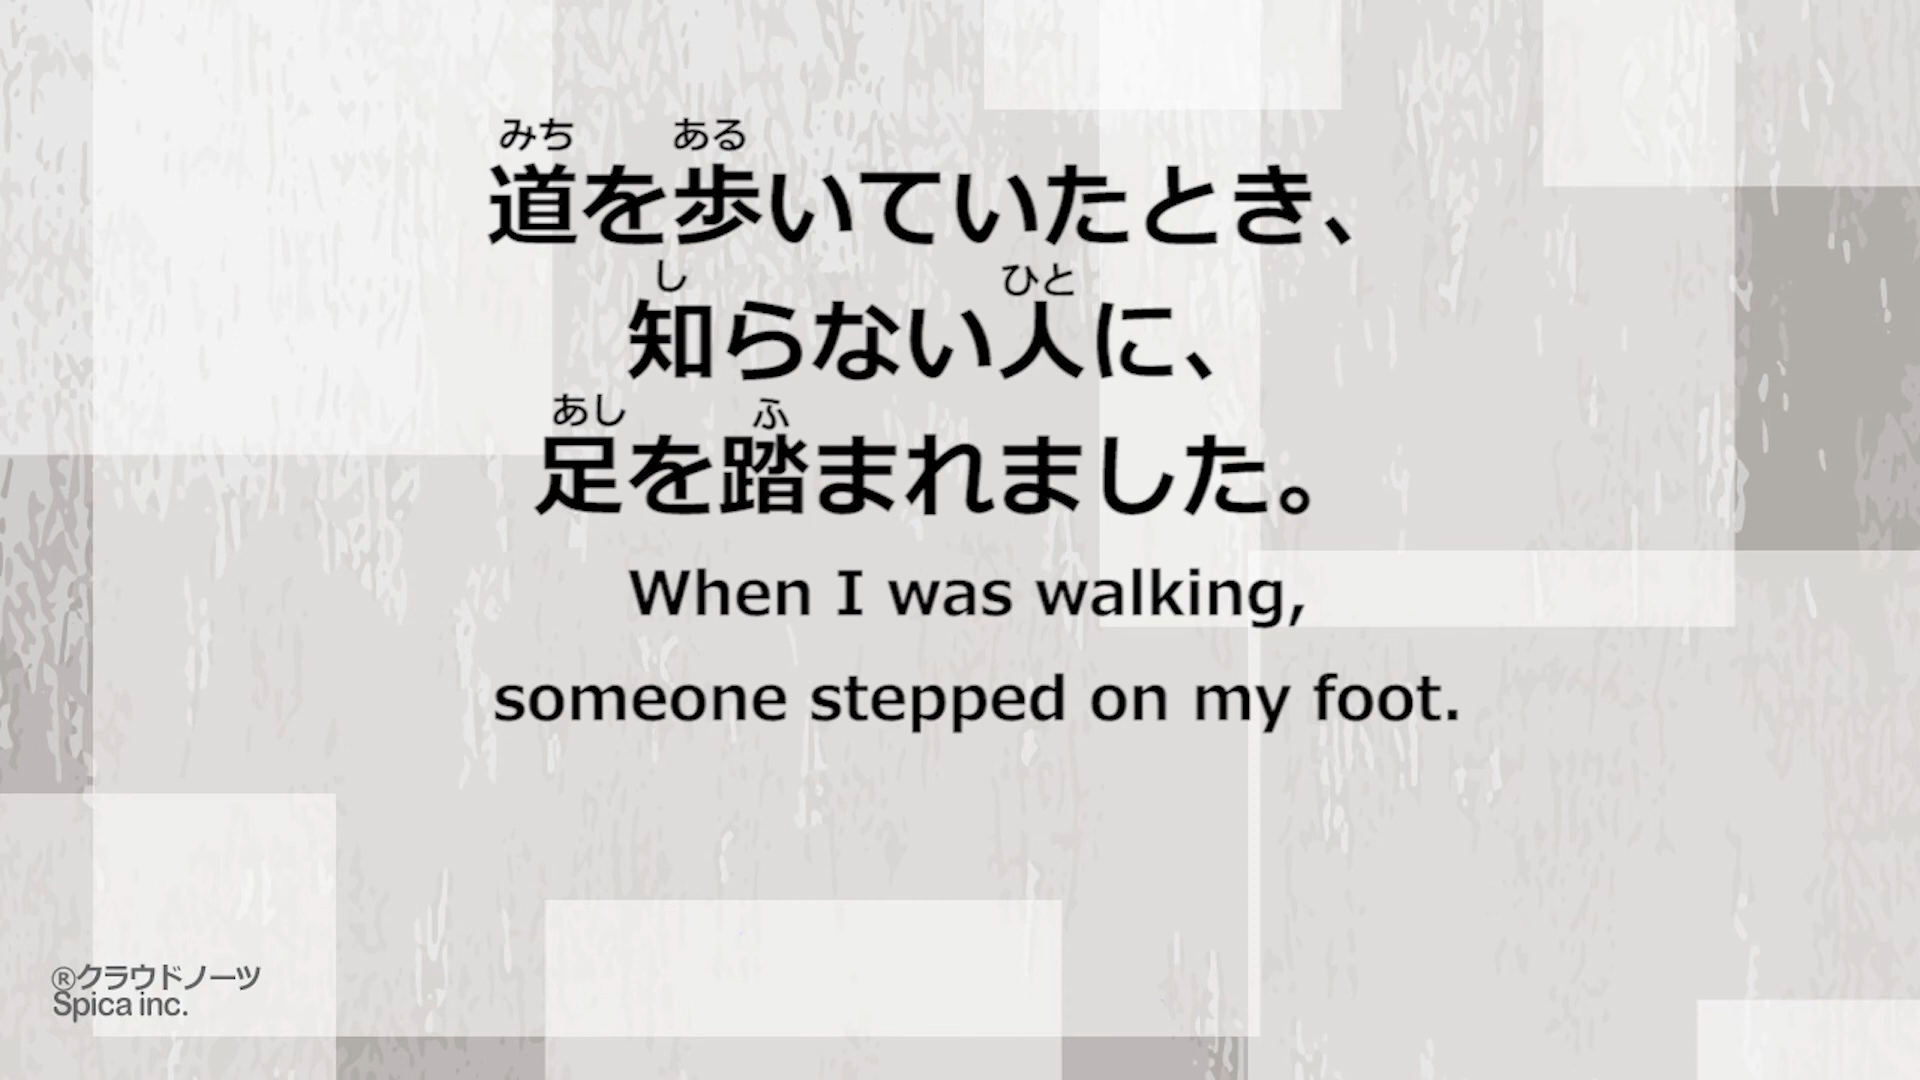 みち ある
道を歩いていたとき、
し ひと
知らない人に、
あし ふ
足を踏まれました。
When I was walking,
someone stepped on my foot.
®クラウドノーツ
Spica inc.